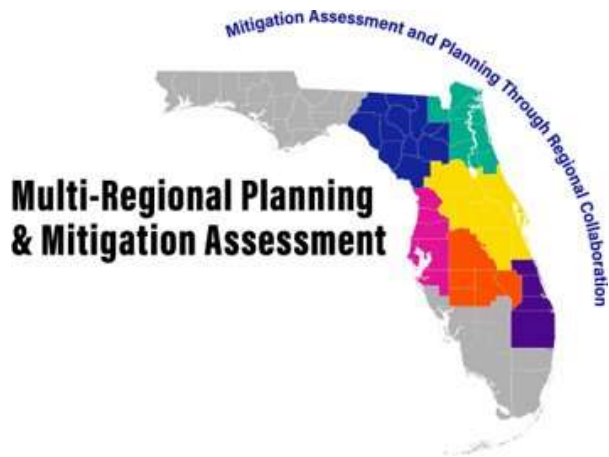 Mitigation Assessment and Planning Through Regional Collaboration
Multi-Regional Planning
& Mitigation Assessment